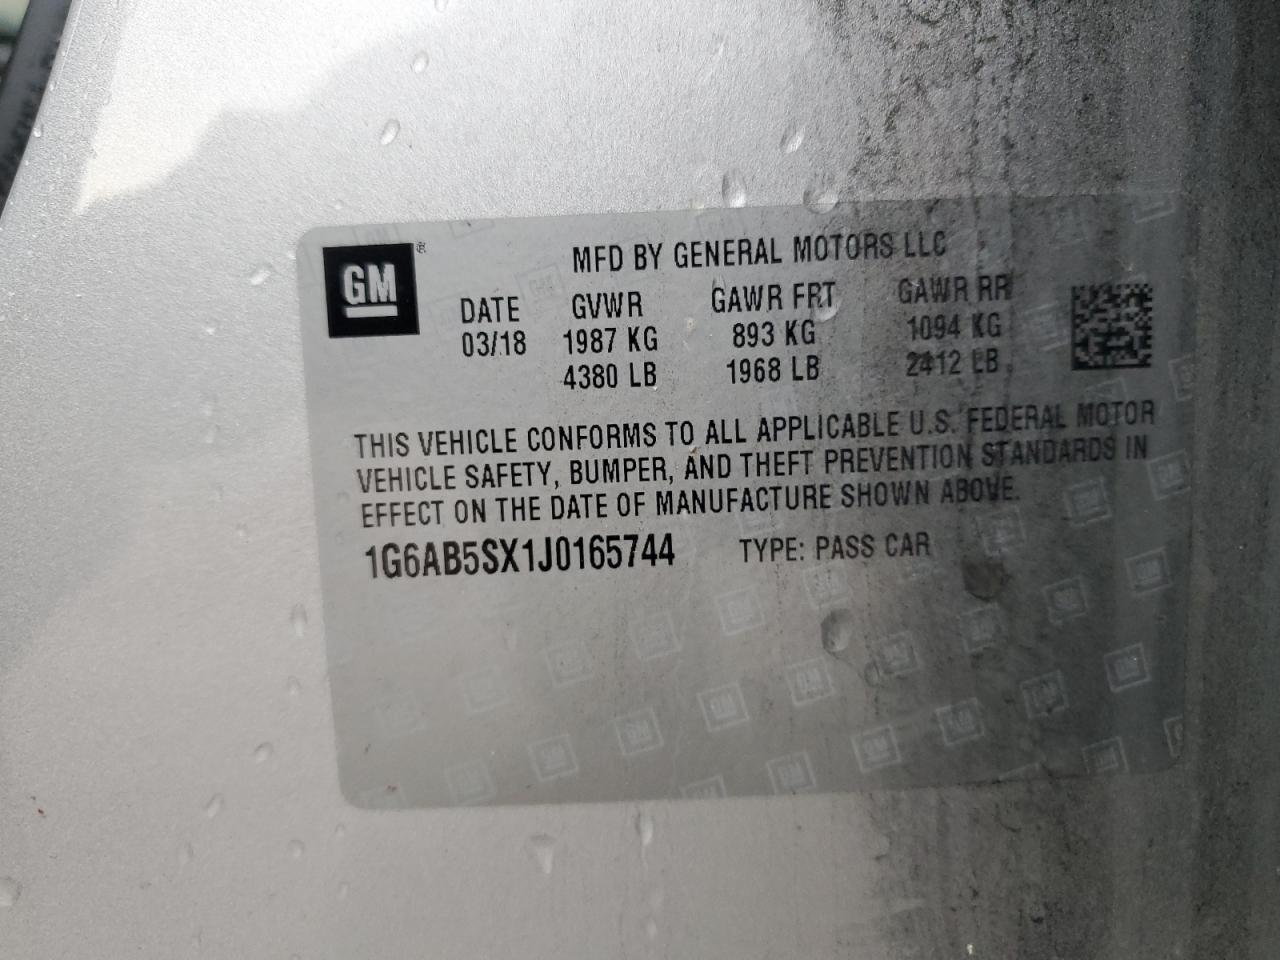 GM ®
MFD BY GENERAL MOTORS LLC
DATE GVWR GAWR FRT GAWR RR
03/18 1987 KG 893 KG 1094 KG
4380 LB 1968 LB 2412 LB
THIS VEHICLE CONFORMS TO ALL APPLICABLE U.S. FEDERAL MOTOR
VEHICLE SAFETY, BUMPER, AND THEFT PREVENTION STANDARDS IN
EFFECT ON THE DATE OF MANUFACTURE SHOWN ABOVE.
1G6AB5SX1J0165744 TYPE: PASS CAR